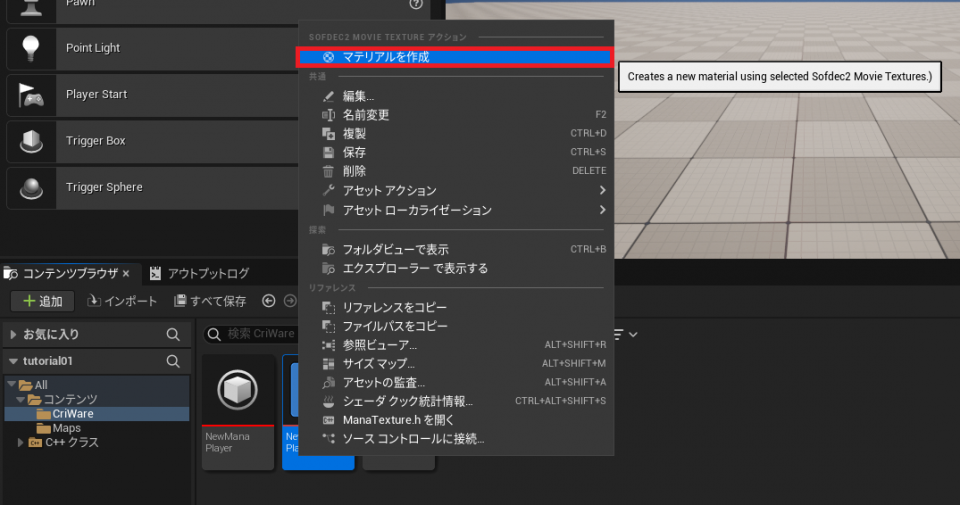 Pawn
Point Light
Player Start
Trigger Box
Trigger Sphere
SOFDEC2 MOVIE TEXTURE アクション
マテリアルを作成
Creates a new material using selected Sofdec2 Movie Textures.)
共通
編集...
名前変更 F2
複製 CTRL+D
保存 CTRL+S
削除 DELETE
アセット アクション
アセット ローカライゼーション
探索
フォルダビューで表示 CTRL+B
エクスプローラー で表示する
リファレンス
リファレンスをコピー
ファイルパスをコピー
参照ビューア... ALT+SHIFT+R
サイズ マップ... ALT+SHIFT+M
アセットの監査... ALT+SHIFT+A
シェーダ クック統計情報... CTRL+ALT+SHIFT+S
ManaTexture.h を開く
ソース コントロールに接続...
コンテンツブラウザ
アウトプットログ
追加
インポート
すべて保存
お気に入り
検索 CriWare
tutorial01
All
コンテンツ
CriWare
Maps
C++ クラス
NewMana
Player